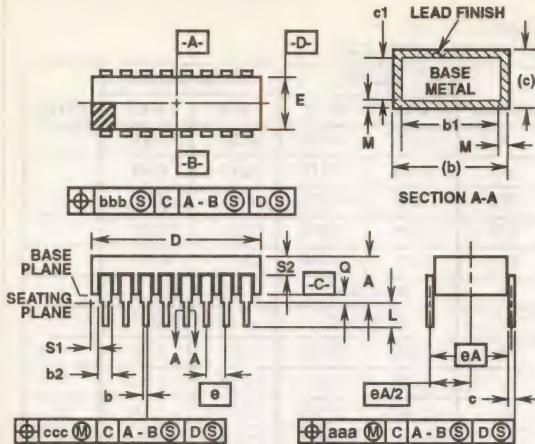 -A-
-D-
E
-B-
bbb Ⓢ C A - B Ⓢ D Ⓢ
c1
LEAD FINISH
BASE METAL
(c)
b1
M
M
(b)
SECTION A-A
BASE PLANE
D
S2
-C-
Q
A
SEATING PLANE
L
S1
b2
A A
b
e
eA
eA/2
c
ccc Ⓜ C A - B Ⓢ D Ⓢ
aaa Ⓜ C A - B Ⓢ D Ⓢ